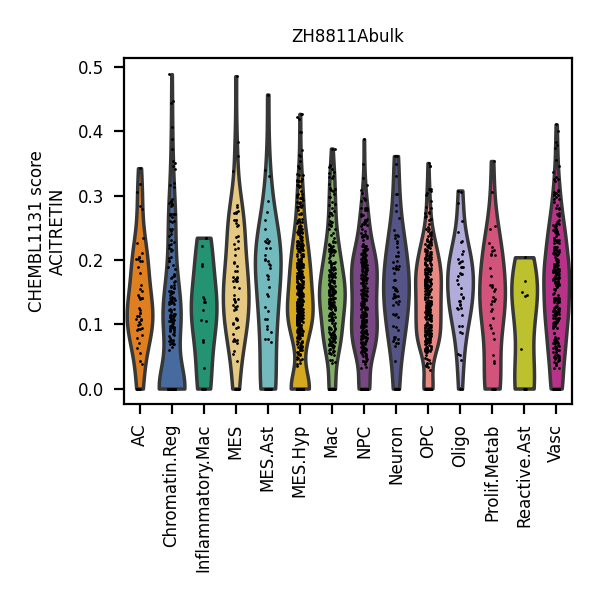 ZH8811Abulk
CHEMBL1131 score
ACITRETIN
0.5
0.4
0.3
0.2
0.1
0.0
AC
Chromatin.Reg
Inflammatory.Mac
MES
MES.Ast
MES.Hyp
Mac
NPC
Neuron
OPC
Oligo
Prolif.Metab
Reactive.Ast
Vasc